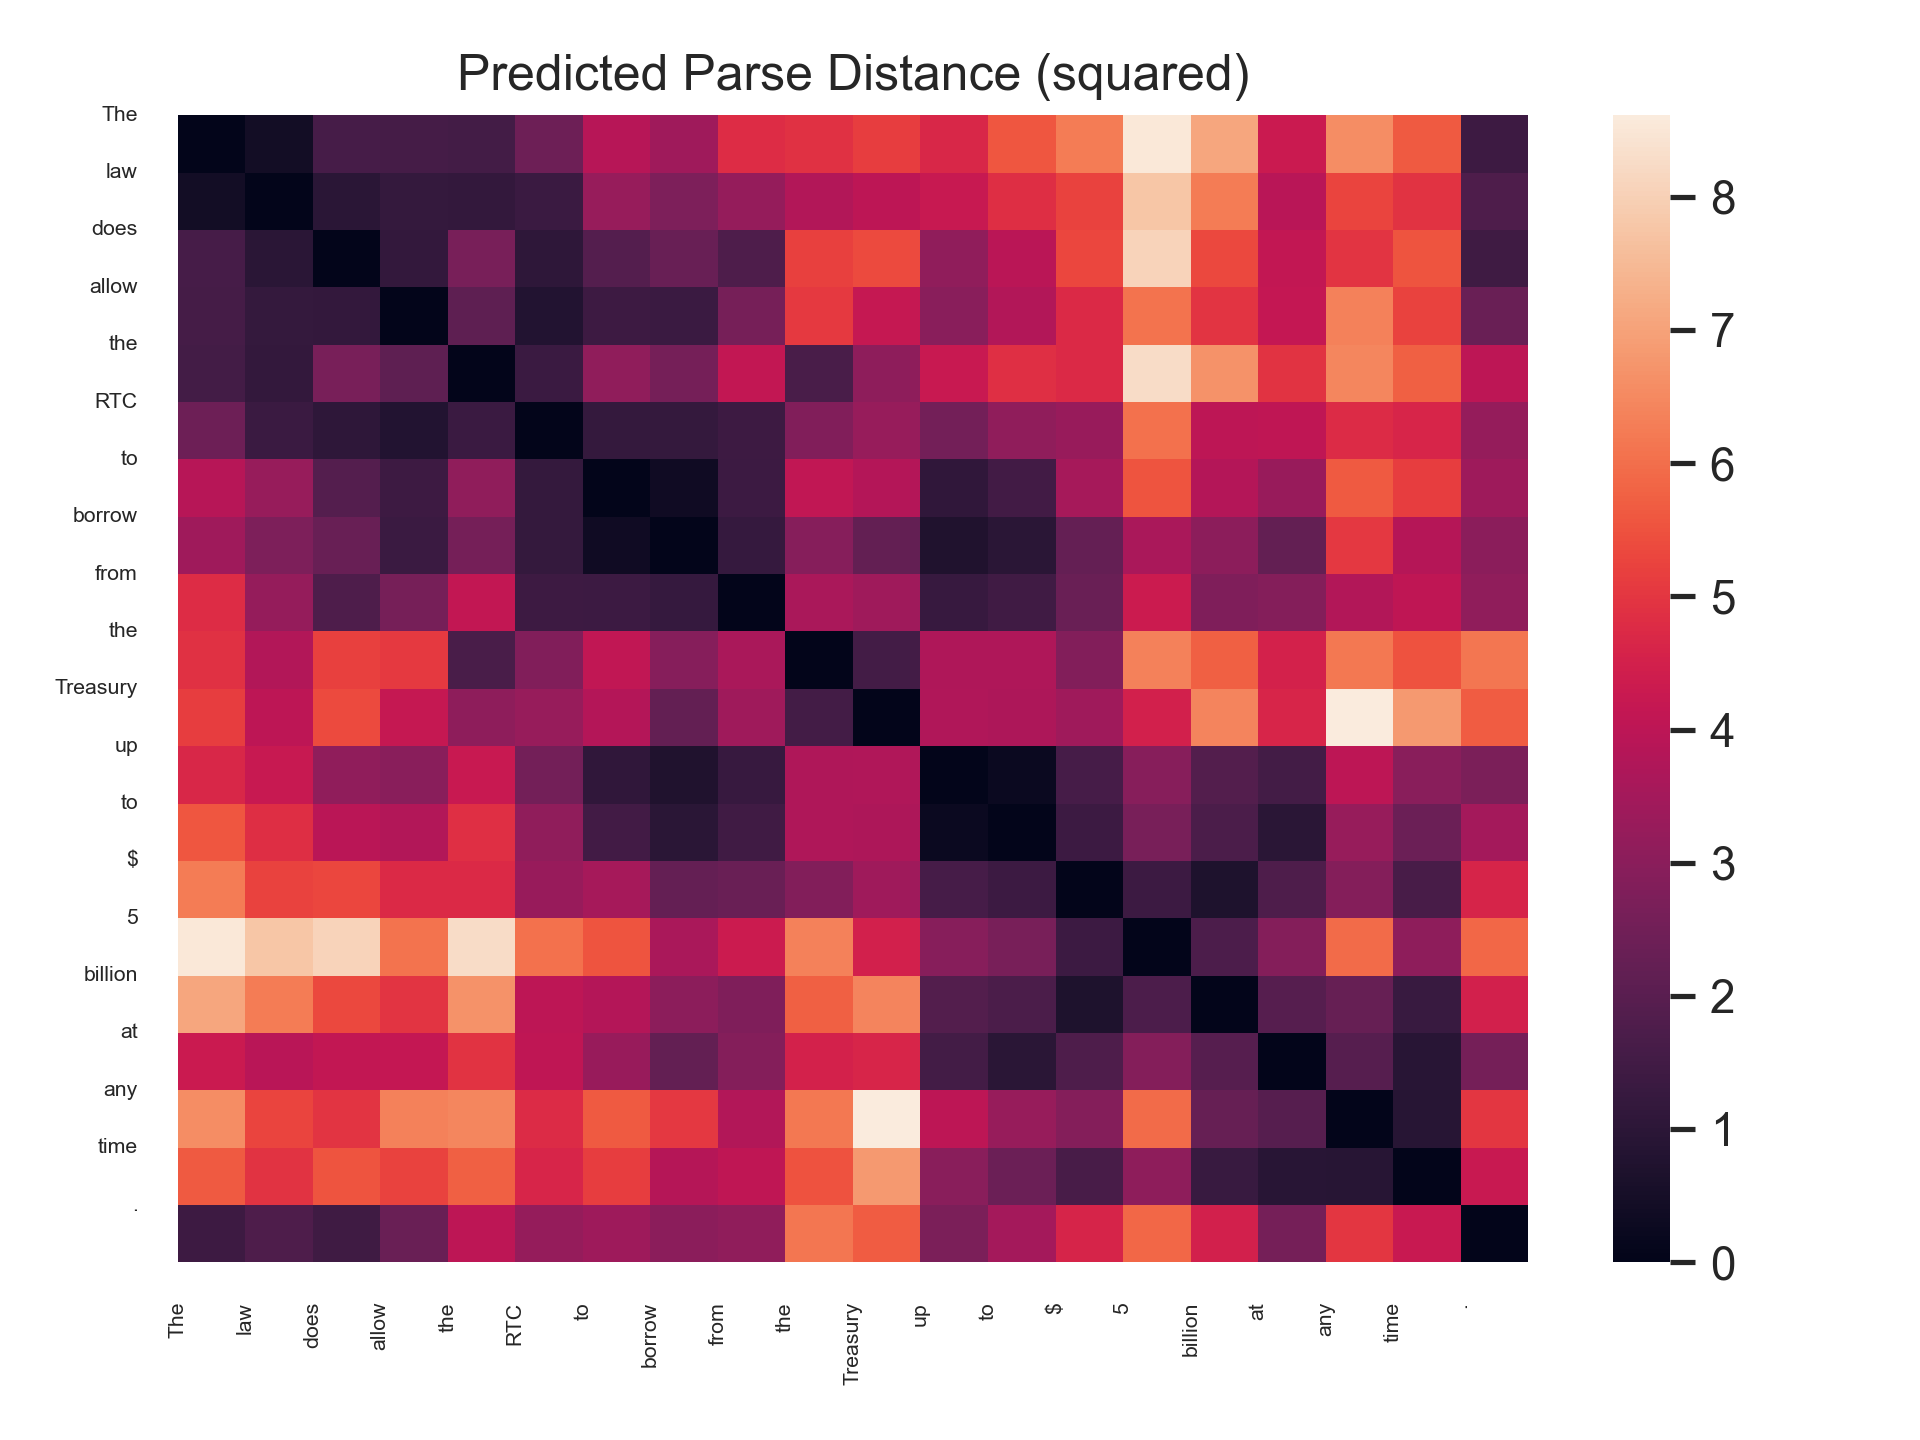 Predicted Parse Distance (squared)
The
law
does
allow
the
RTC
to
borrow
from
the
Treasury
up
to
$
5
billion
at
any
time
.
8
7
6
5
4
3
2
1
0
The
law
does
allow
the
RTC
to
borrow
from
the
Treasury
up
to
$
5
billion
at
any
time
.